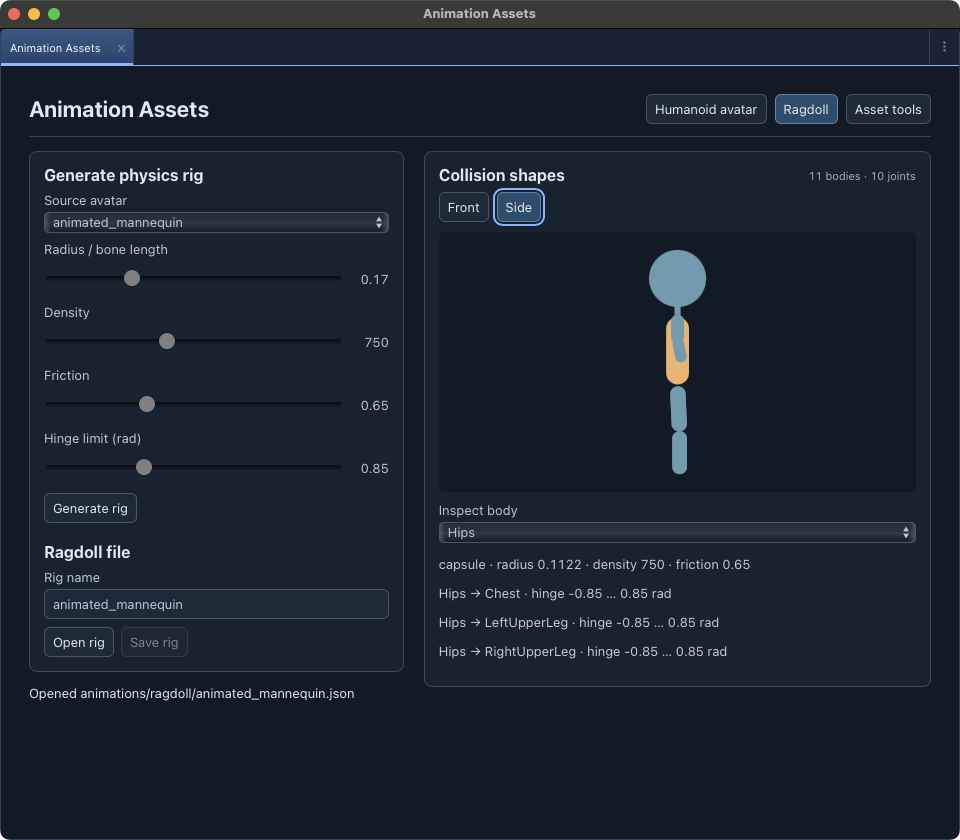 Animation Assets
Animation Assets
Animation Assets
Humanoid avatar
Ragdoll
Asset tools
Generate physics rig
Source avatar
animated_mannequin
Radius / bone length
0.17
Density
750
Friction
0.65
Hinge limit (rad)
0.85
Generate rig
Ragdoll file
Rig name
animated_mannequin
Open rig
Save rig
Opened animations/ragdoll/animated_mannequin.json
Collision shapes
11 bodies · 10 joints
Front
Side
Inspect body
Hips
capsule · radius 0.1122 · density 750 · friction 0.65
Hips → Chest · hinge -0.85 … 0.85 rad
Hips → LeftUpperLeg · hinge -0.85 … 0.85 rad
Hips → RightUpperLeg · hinge -0.85 … 0.85 rad